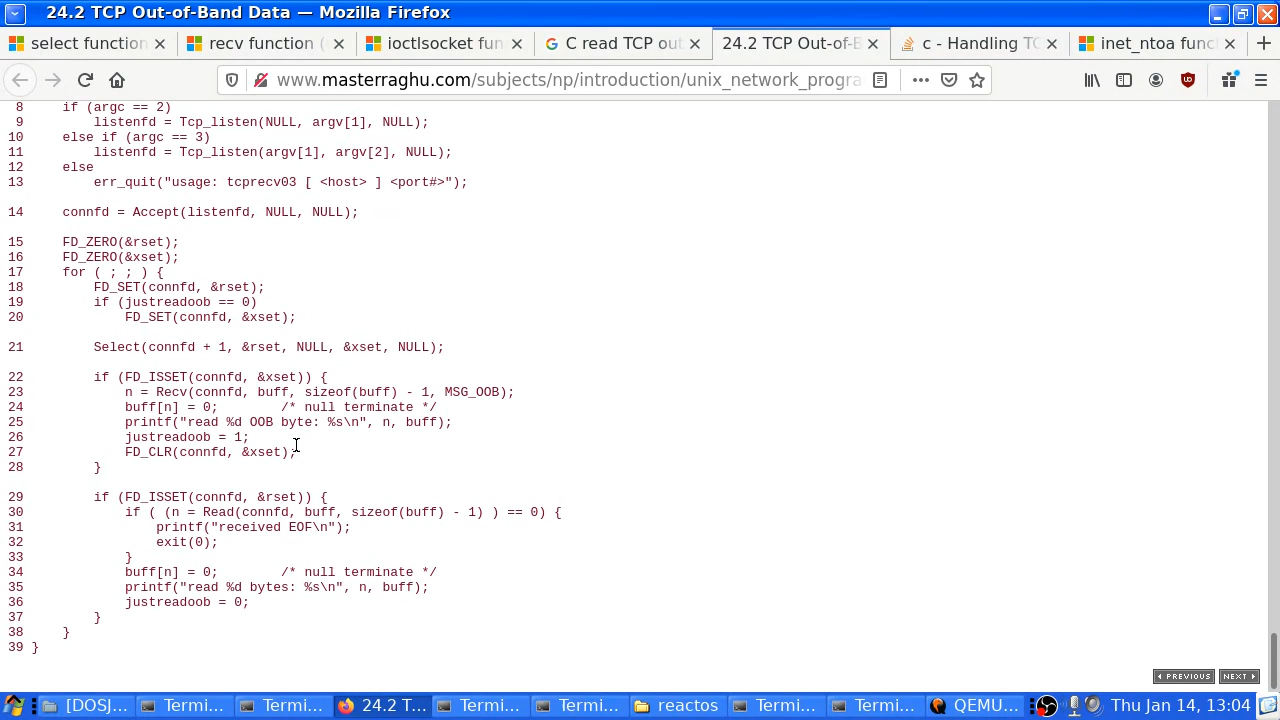 24.2 TCP Out-of-Band Data — Mozilla Firefox
select function
recv function (
ioctlsocket fun
C read TCP out
24.2 TCP Out-of-B
c - Handling TC
inet_ntoa func
www.masterraghu.com/subjects/np/introduction/unix_network_progra
8     if (argc == 2)
9         listenfd = Tcp_listen(NULL, argv[1], NULL);
10     else if (argc == 3)
11         listenfd = Tcp_listen(argv[1], argv[2], NULL);
12     else
13         err_quit("usage: tcprecv03 [ <host> ] <port#>");
14     connfd = Accept(listenfd, NULL, NULL);
15     FD_ZERO(&rset);
16     FD_ZERO(&xset);
17     for ( ; ; ) {
18         FD_SET(connfd, &rset);
19         if (justreadoob == 0)
20             FD_SET(connfd, &xset);
21         Select(connfd + 1, &rset, NULL, &xset, NULL);
22         if (FD_ISSET(connfd, &xset)) {
23             n = Recv(connfd, buff, sizeof(buff) - 1, MSG_OOB);
24             buff[n] = 0;        /* null terminate */
25             printf("read %d OOB byte: %s\n", n, buff);
26             justreadoob = 1;
27             FD_CLR(connfd, &xset);
28         }
29         if (FD_ISSET(connfd, &rset)) {
30             if ( (n = Read(connfd, buff, sizeof(buff) - 1) ) == 0) {
31                 printf("received EOF\n");
32                 exit(0);
33             }
34             buff[n] = 0;        /* null terminate */
35             printf("read %d bytes: %s\n", n, buff);
36             justreadoob = 0;
37         }
38     }
39 }
PREVIOUS
NEXT
[DOSJ...
Termi...
Termi...
24.2 T...
Termi...
Termi...
reactos
Termi...
Termi...
QEMU...
Thu Jan 14, 13:04